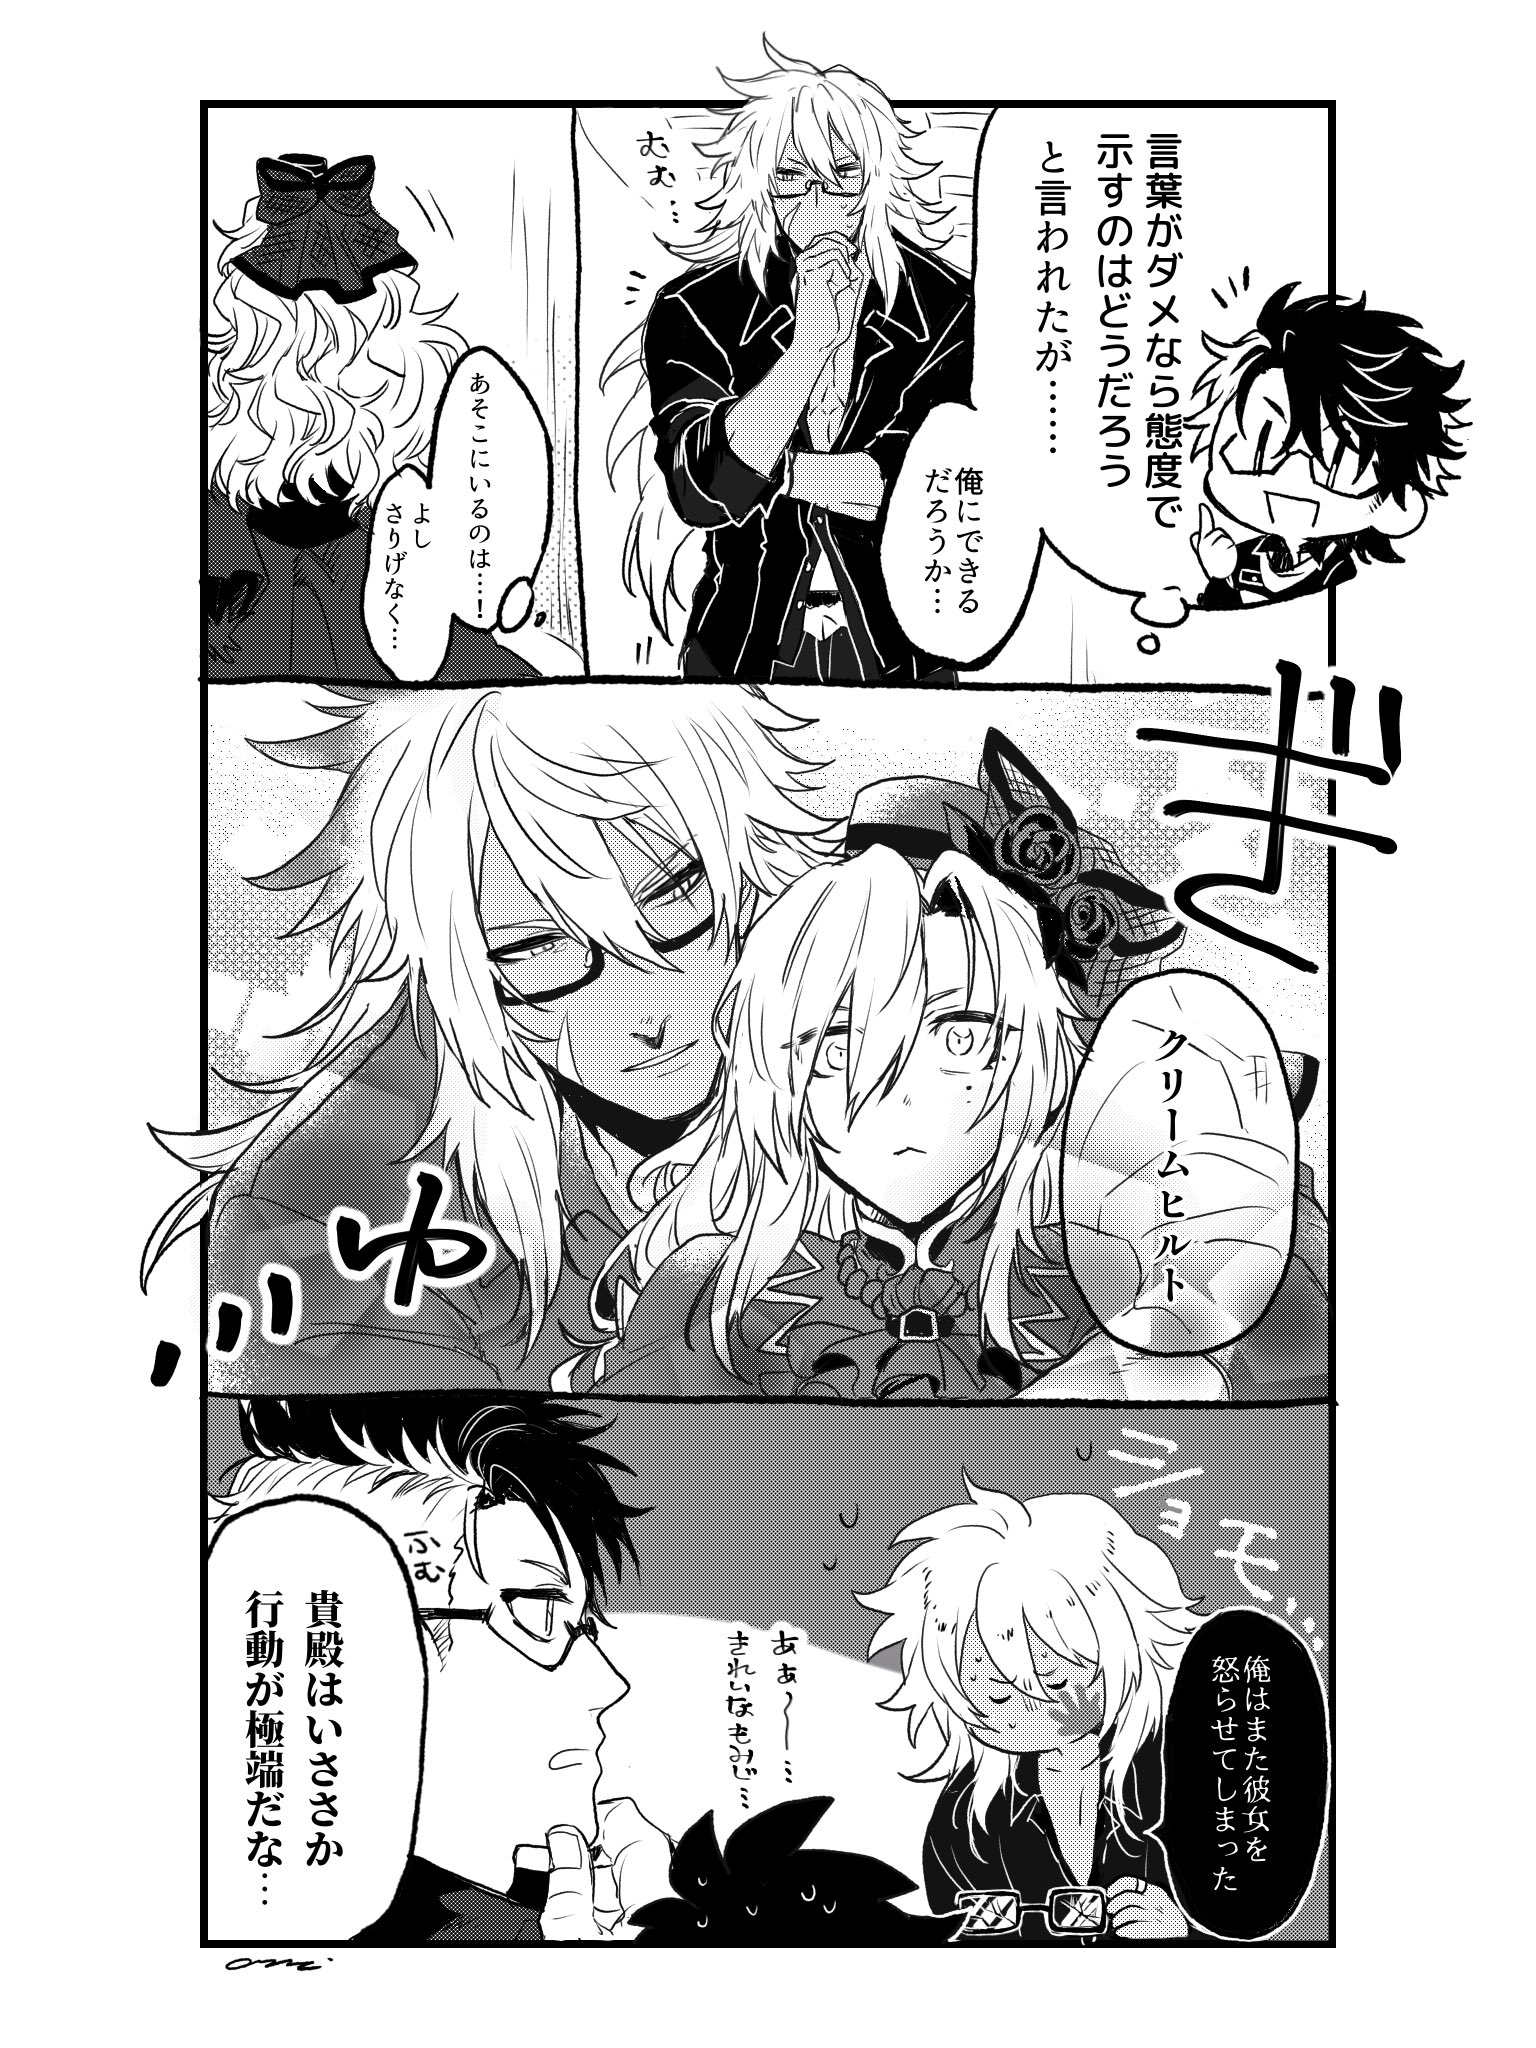 言葉がダメなら態度で
示すのはどうだろう
と言われたが……
俺にできる
だろうか…
むむ…
あそこにいるのは…!
よし
さりげなく…
ギ
ュ
クリームヒルト
ショモ…
俺はまた彼女を
怒らせてしまった
あぁ〜…
きれいなもみじ…
ふむ
貴殿はいささか
行動が極端だな…